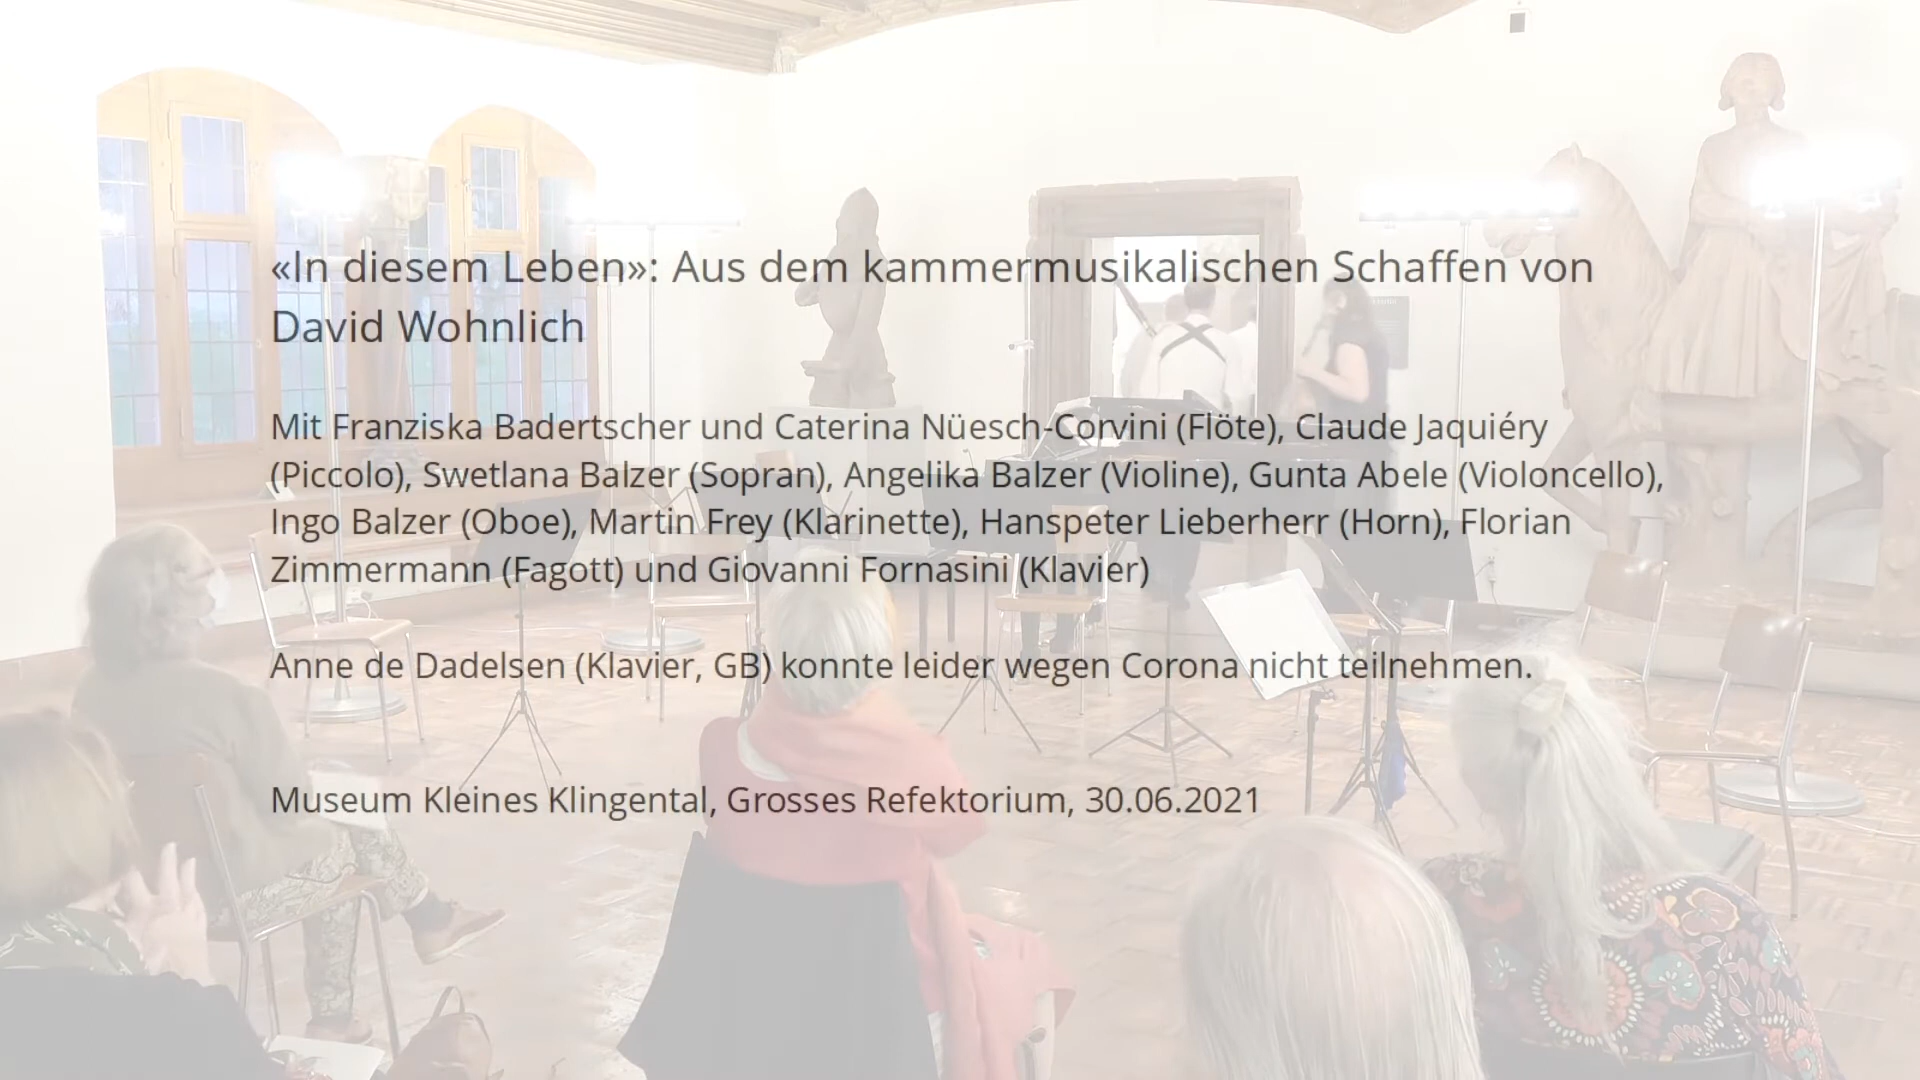 «In diesem Leben»: Aus dem kammermusikalischen Schaffen von
David Wohnlich
Mit Franziska Badertscher und Caterina Nüesch-Corvini (Flöte), Claude Jaquiéry
(Piccolo), Swetlana Balzer (Sopran), Angelika Balzer (Violine), Gunta Abele (Violoncello),
Ingo Balzer (Oboe), Martin Frey (Klarinette), Hanspeter Lieberherr (Horn), Florian
Zimmermann (Fagott) und Giovanni Fornasini (Klavier)
Anne de Dadelsen (Klavier, GB) konnte leider wegen Corona nicht teilnehmen.
Museum Kleines Klingental, Grosses Refektorium, 30.06.2021